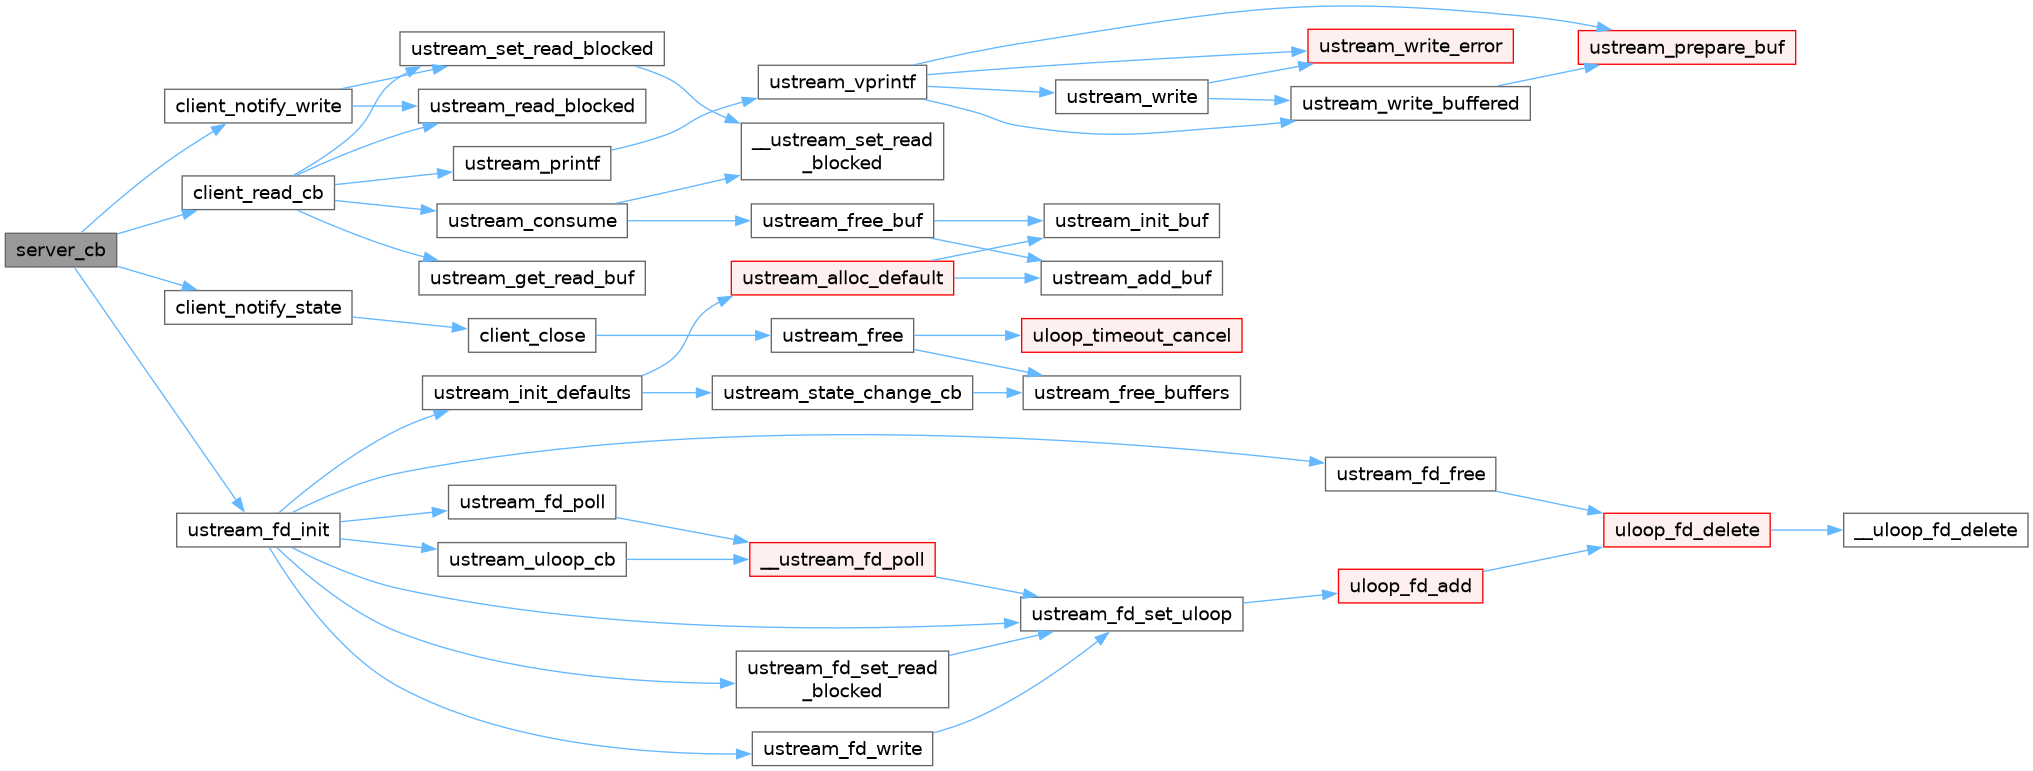 server_cb
client_notify_write
client_read_cb
client_notify_state
ustream_fd_init
ustream_set_read_blocked
ustream_read_blocked
ustream_printf
ustream_consume
ustream_get_read_buf
client_close
ustream_init_defaults
ustream_fd_poll
ustream_uloop_cb
ustream_vprintf
__ustream_set_read
_blocked
ustream_free_buf
ustream_alloc_default
ustream_free
ustream_state_change_cb
__ustream_fd_poll
ustream_fd_set_read
_blocked
ustream_fd_write
ustream_write
ustream_init_buf
ustream_add_buf
uloop_timeout_cancel
ustream_free_buffers
ustream_fd_set_uloop
ustream_write_error
ustream_write_buffered
ustream_fd_free
uloop_fd_add
ustream_prepare_buf
uloop_fd_delete
__uloop_fd_delete